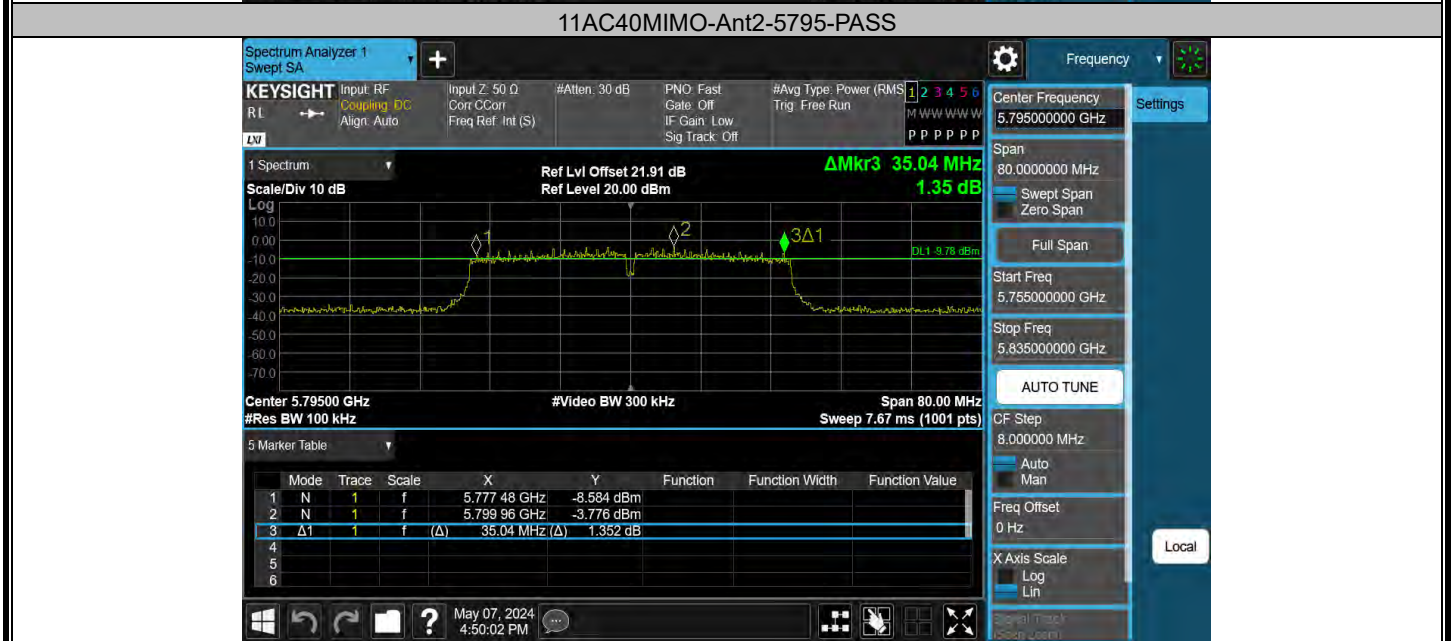 11AC40MIMO-Ant2-5795-PASS
Spectrum Analyzer 1
Swept SA
+
Frequency
KEYSIGHT
RL
LXI
Input: RF
Coupling: DC
Align: Auto
Input Z: 50 Ω
Corr CCorr
Freq Ref: Int (S)
#Atten: 30 dB
PNO: Fast
Gate: Off
IF Gain: Low
Sig Track: Off
#Avg Type: Power (RMS
Trig: Free Run
1 2 3 4 5 6
M W W W W W
P P P P P P
Center Frequency
5.795000000 GHz
Settings
1 Spectrum
Scale/Div 10 dB
Log
Ref Lvl Offset 21.91 dB
Ref Level 20.00 dBm
ΔMkr3 35.04 MHz
1.35 dB
10.0
0.00
-10.0
-20.0
-30.0
-40.0
-50.0
-60.0
-70.0
1
2
3Δ1
DL1 -9.78 dBm
Center 5.79500 GHz
#Res BW 100 kHz
#Video BW 300 kHz
Span 80.00 MHz
Sweep 7.67 ms (1001 pts)
Span
80.0000000 MHz
Swept Span
Zero Span
Full Span
Start Freq
5.755000000 GHz
Stop Freq
5.835000000 GHz
AUTO TUNE
CF Step
8.000000 MHz
Auto
Man
Freq Offset
0 Hz
X Axis Scale
Log
Lin
Signal Track
(Span Zoom)
Local
5 Marker Table
Mode Trace Scale X Y Function Function Width Function Value
1 N 1 f 5.777 48 GHz -8.584 dBm
2 N 1 f 5.799 96 GHz -3.776 dBm
3 Δ1 1 f (Δ) 35.04 MHz (Δ) 1.352 dB
4
5
6
?
May 07, 2024
4:50:02 PM